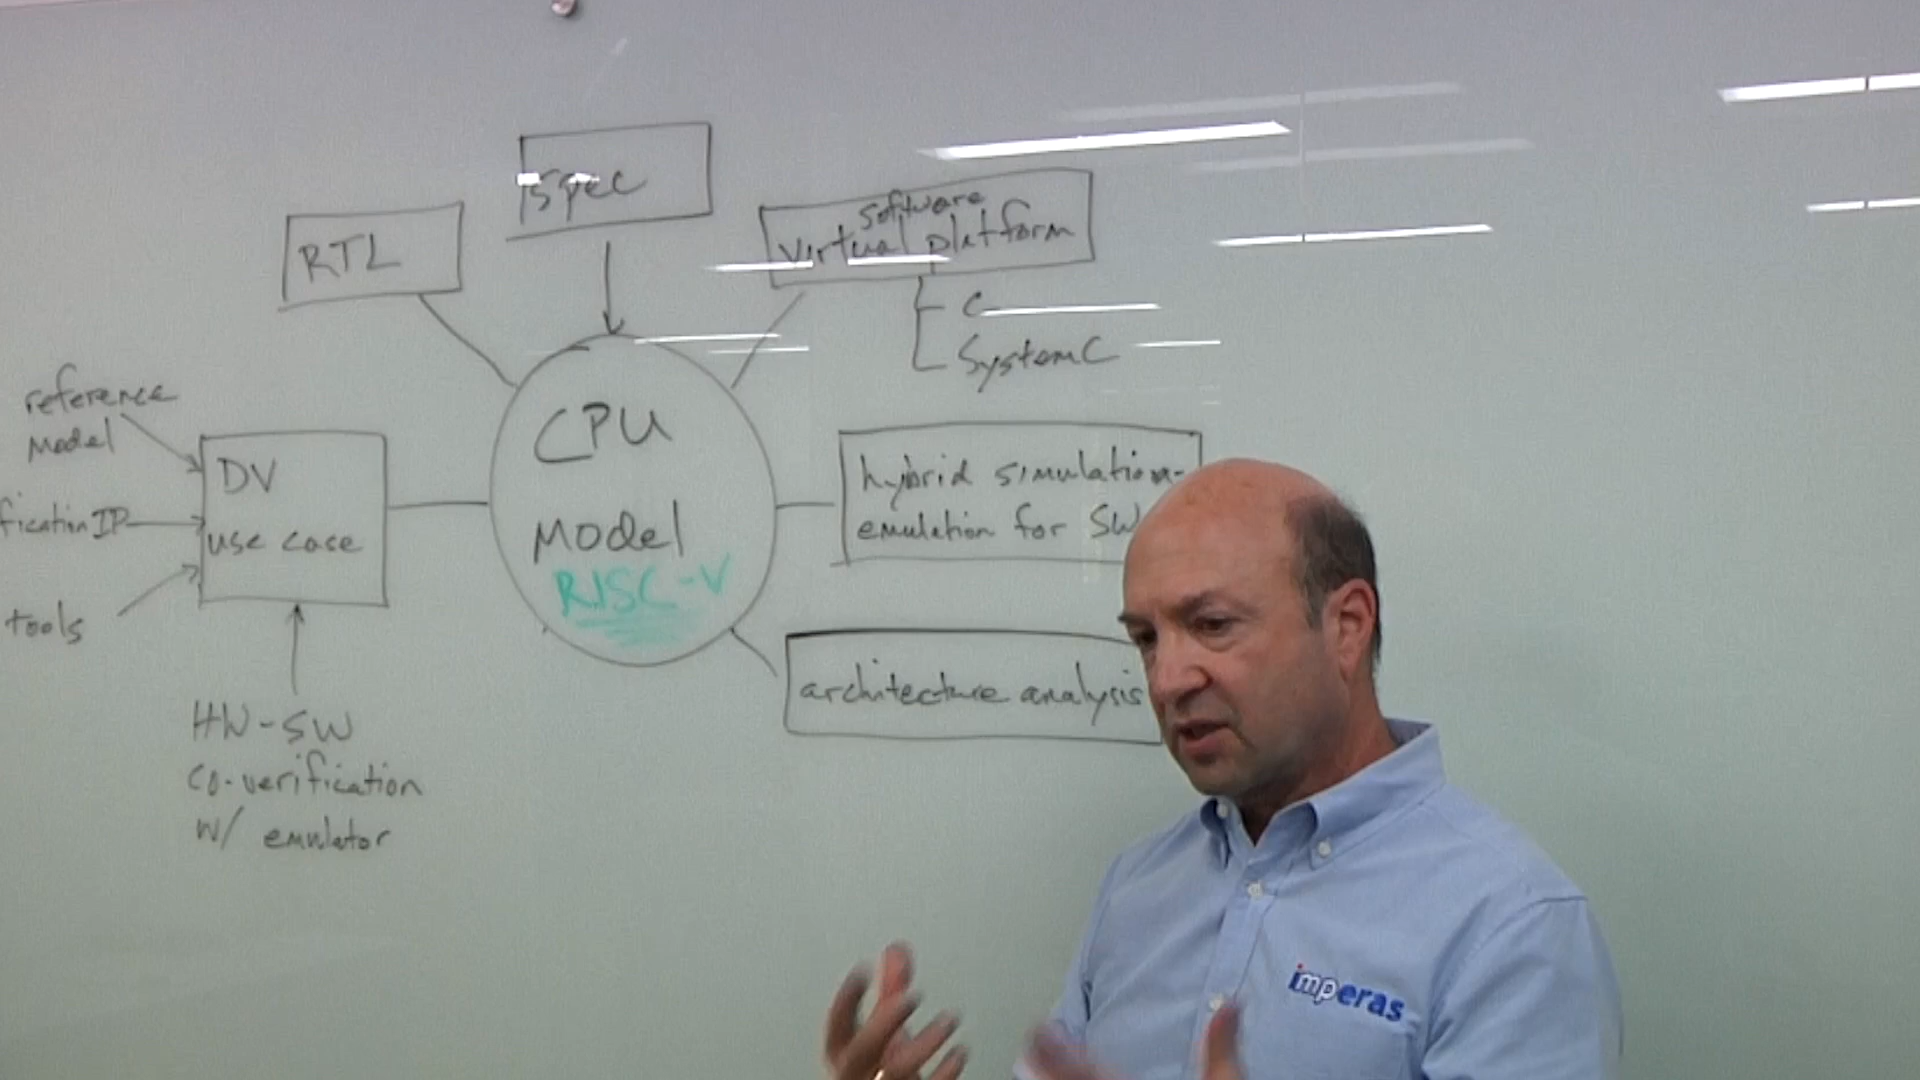 spec
RTL
software
virtual platform
C
SystemC
reference
model
DV
use case
fication IP
tools
HW-SW
co-verification
w/ emulator
CPU
Model
RISC-V
hybrid simulation-
emulation for SW
architecture analysis
imperas